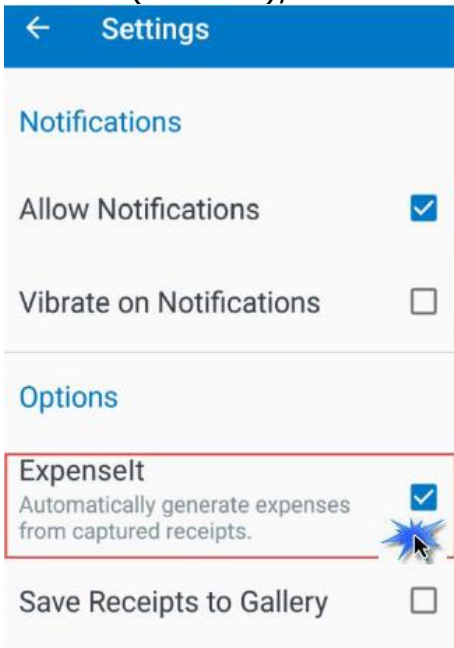 Settings
Notifications
Allow Notifications
Vibrate on Notifications
Options
ExpenseIt
Automatically generate expenses
from captured receipts.
Save Receipts to Gallery